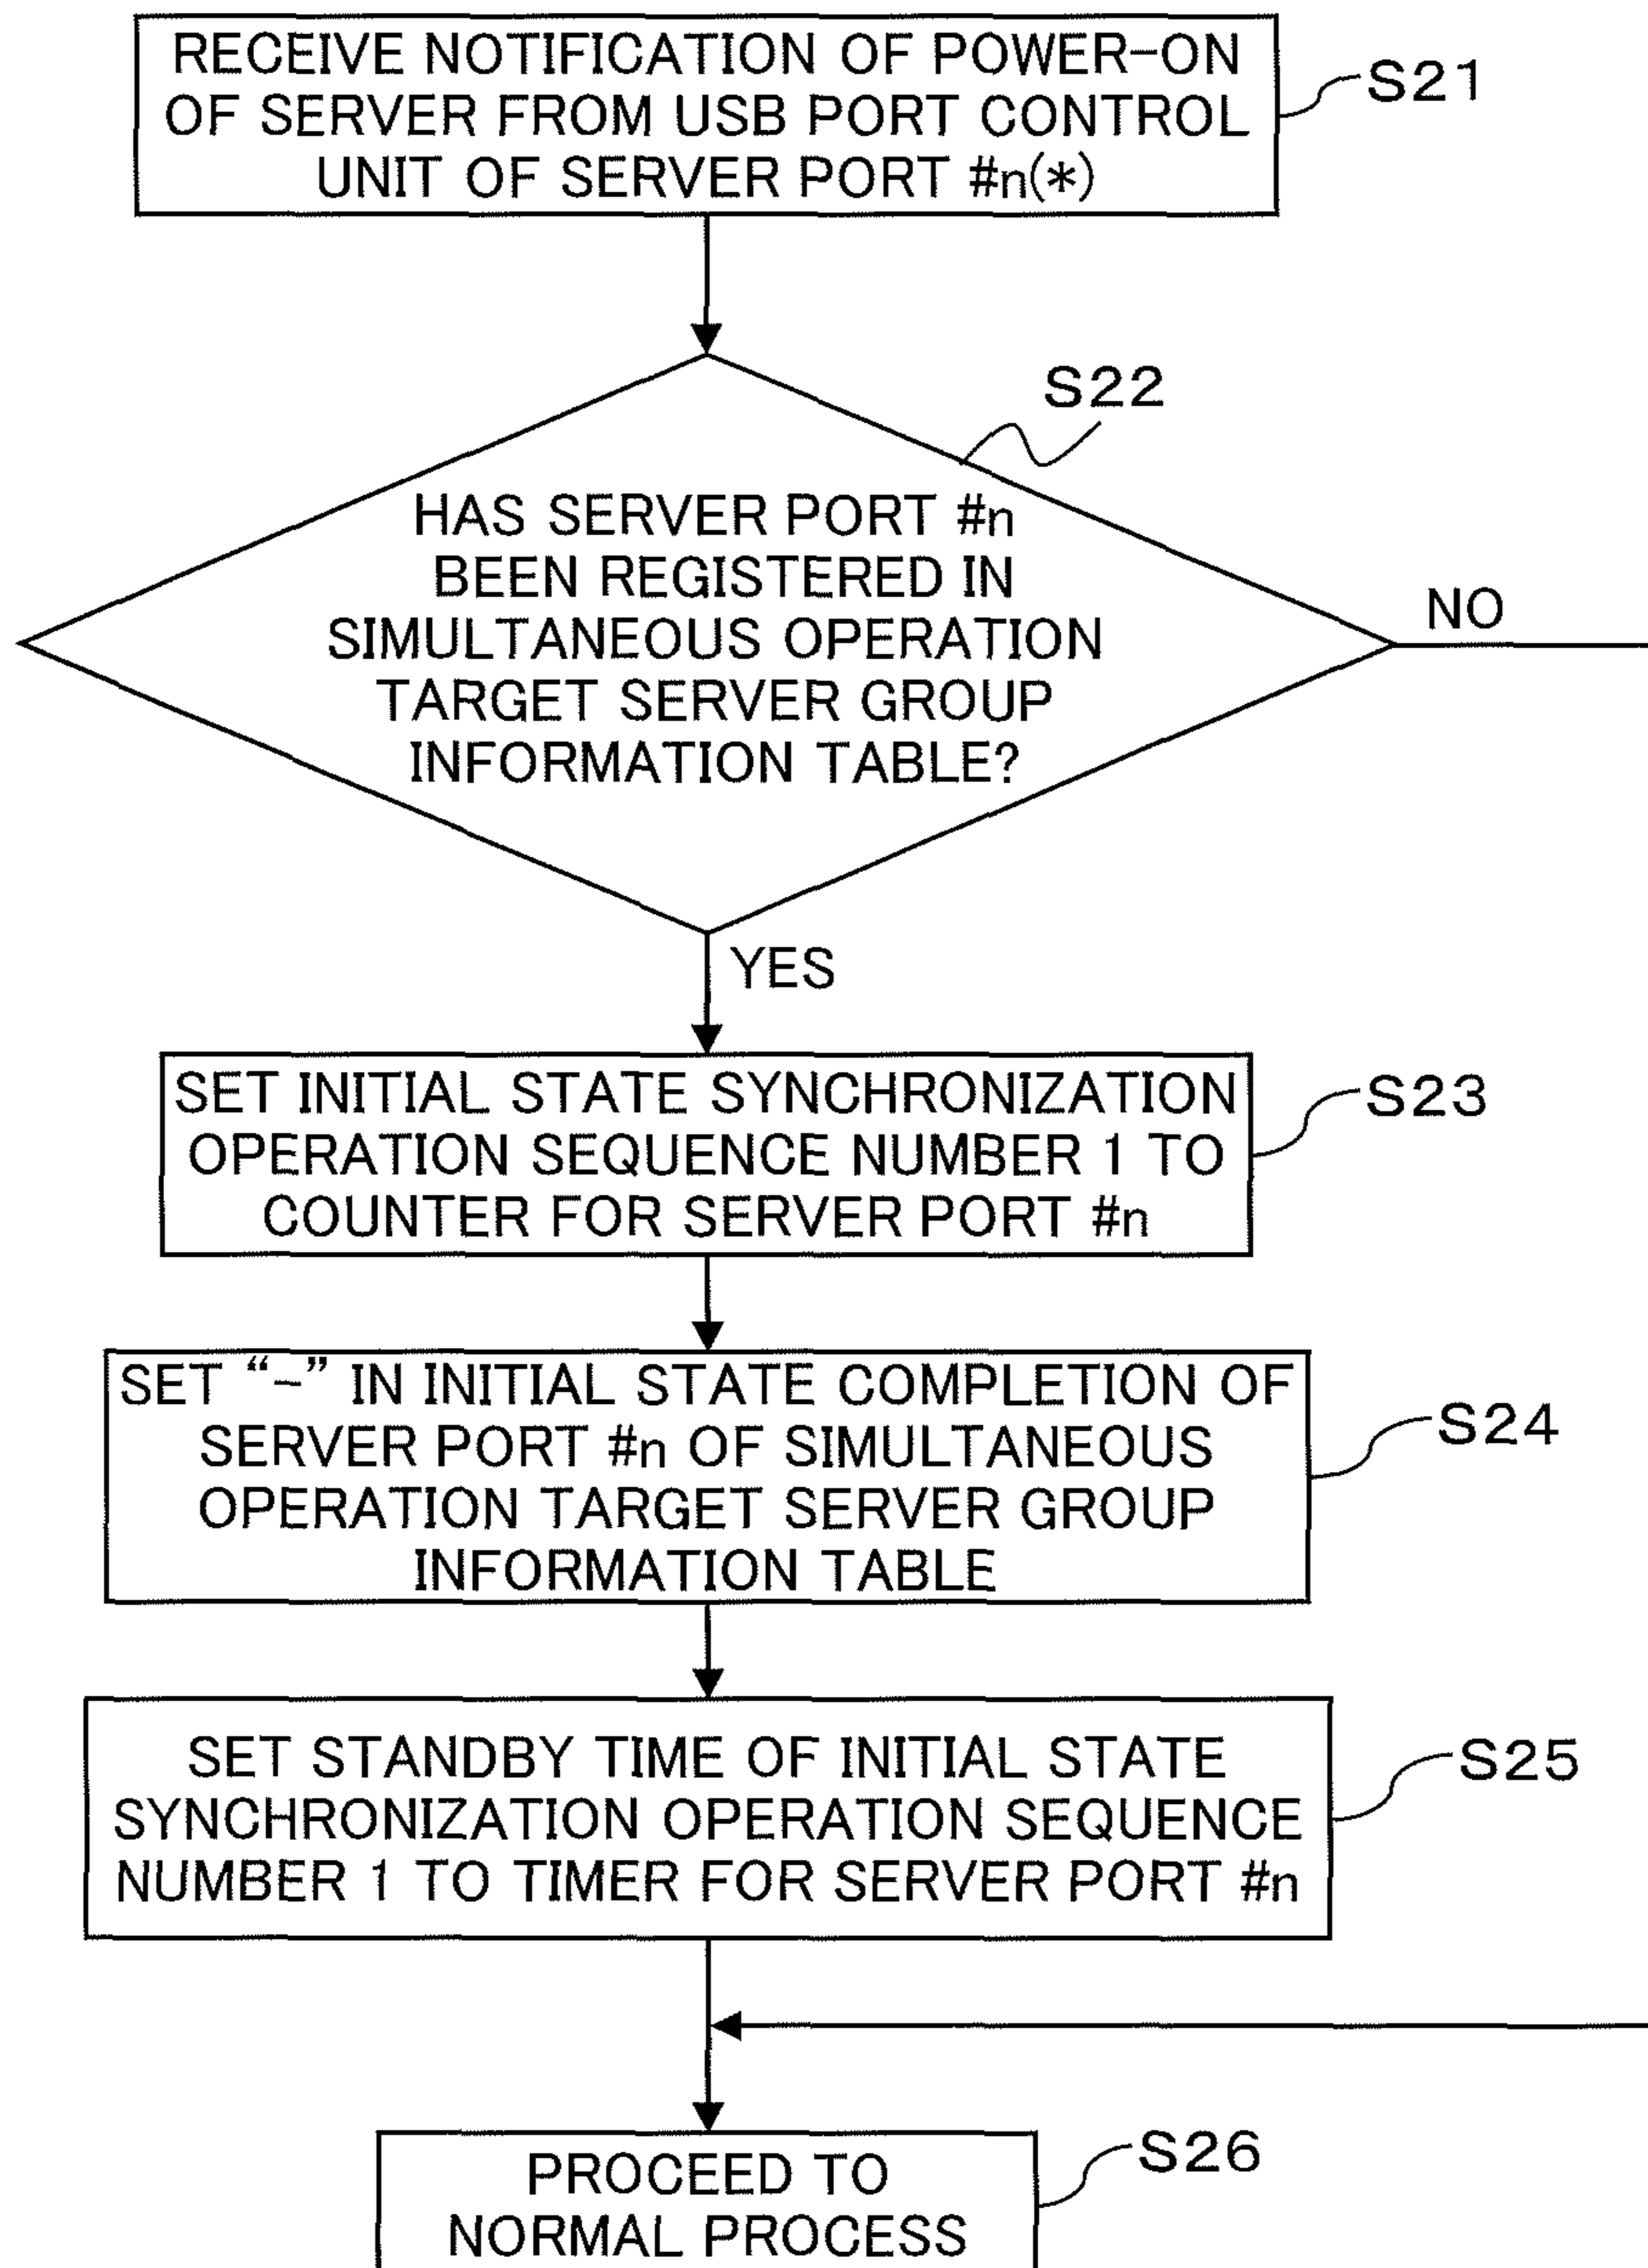 RECEIVE NOTIFICATION OF POWER-ON
OF SERVER FROM USB PORT CONTROL
UNIT OF SERVER PORT #n(*)
S21
S22
HAS SERVER PORT #n
BEEN REGISTERED IN
SIMULTANEOUS OPERATION
TARGET SERVER GROUP
INFORMATION TABLE?
NO
YES
SET INITIAL STATE SYNCHRONIZATION
OPERATION SEQUENCE NUMBER 1 TO
COUNTER FOR SERVER PORT #n
S23
SET “-” IN INITIAL STATE COMPLETION OF
SERVER PORT #n OF SIMULTANEOUS
OPERATION TARGET SERVER GROUP
INFORMATION TABLE
S24
SET STANDBY TIME OF INITIAL STATE
SYNCHRONIZATION OPERATION SEQUENCE
NUMBER 1 TO TIMER FOR SERVER PORT #n
S25
PROCEED TO
NORMAL PROCESS
S26